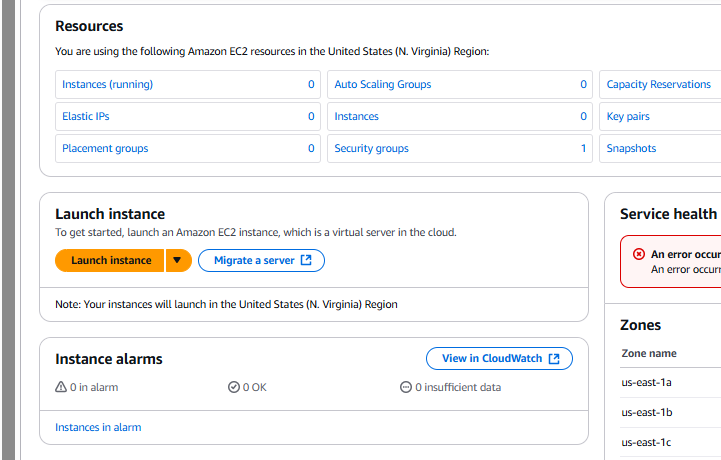 Resources
You are using the following Amazon EC2 resources in the United States (N. Virginia) Region:
Instances (running) 0 Auto Scaling Groups 0 Capacity Reservations
Elastic IPs 0 Instances 0 Key pairs
Placement groups 0 Security groups 1 Snapshots
Launch instance
To get started, launch an Amazon EC2 instance, which is a virtual server in the cloud.
Launch instance Migrate a server
Note: Your instances will launch in the United States (N. Virginia) Region
Instance alarms View in CloudWatch
0 in alarm 0 OK 0 insufficient data
Instances in alarm
Service health
An error occur
An error occurr
Zones
Zone name
us-east-1a
us-east-1b
us-east-1c